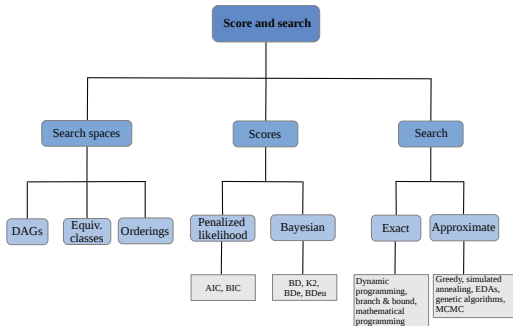 Score and search
Search spaces
Scores
Search
DAGs
Equiv.
classes
Orderings
Penalized
likelihood
Bayesian
Exact
Approximate
AIC, BIC
BD, K2,
BDe, BDeu
Dynamic
programming,
branch & bound,
mathematical
programming
Greedy, simulated
annealing, EDAs,
genetic algorithms,
MCMC